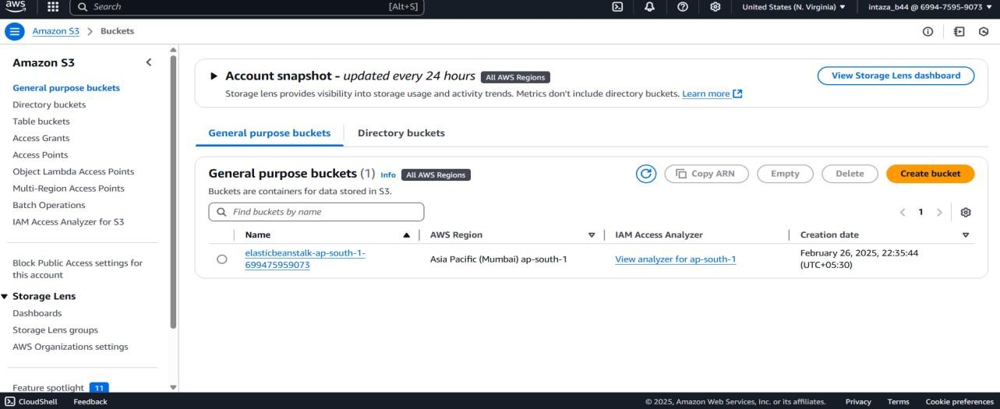 aws
Search [Alt+S] United States (N. Virginia) ▼ intaza_b44 @ 6994-7595-9073 ▼
Amazon S3 > Buckets
Amazon S3
General purpose buckets
Directory buckets
Table buckets
Access Grants
Access Points
Object Lambda Access Points
Multi-Region Access Points
Batch Operations
IAM Access Analyzer for S3
Block Public Access settings for
this account
Storage Lens
Dashboards
Storage Lens groups
AWS Organizations settings
Feature spotlight 11
Account snapshot - updated every 24 hours All AWS Regions View Storage Lens dashboard
Storage lens provides visibility into storage usage and activity trends. Metrics don't include directory buckets. Learn more
General purpose buckets Directory buckets
General purpose buckets (1) Info All AWS Regions Copy ARN Empty Delete Create bucket
Buckets are containers for data stored in S3.
Find buckets by name < 1 >
Name AWS Region IAM Access Analyzer Creation date
elasticbeanstalk-ap-south-1-
699475959073
Asia Pacific (Mumbai) ap-south-1
View analyzer for ap-south-1
February 26, 2025, 22:35:44
(UTC+05:30)
CloudShell Feedback © 2025, Amazon Web Services, Inc. or its affiliates. Privacy Terms Cookie preferences